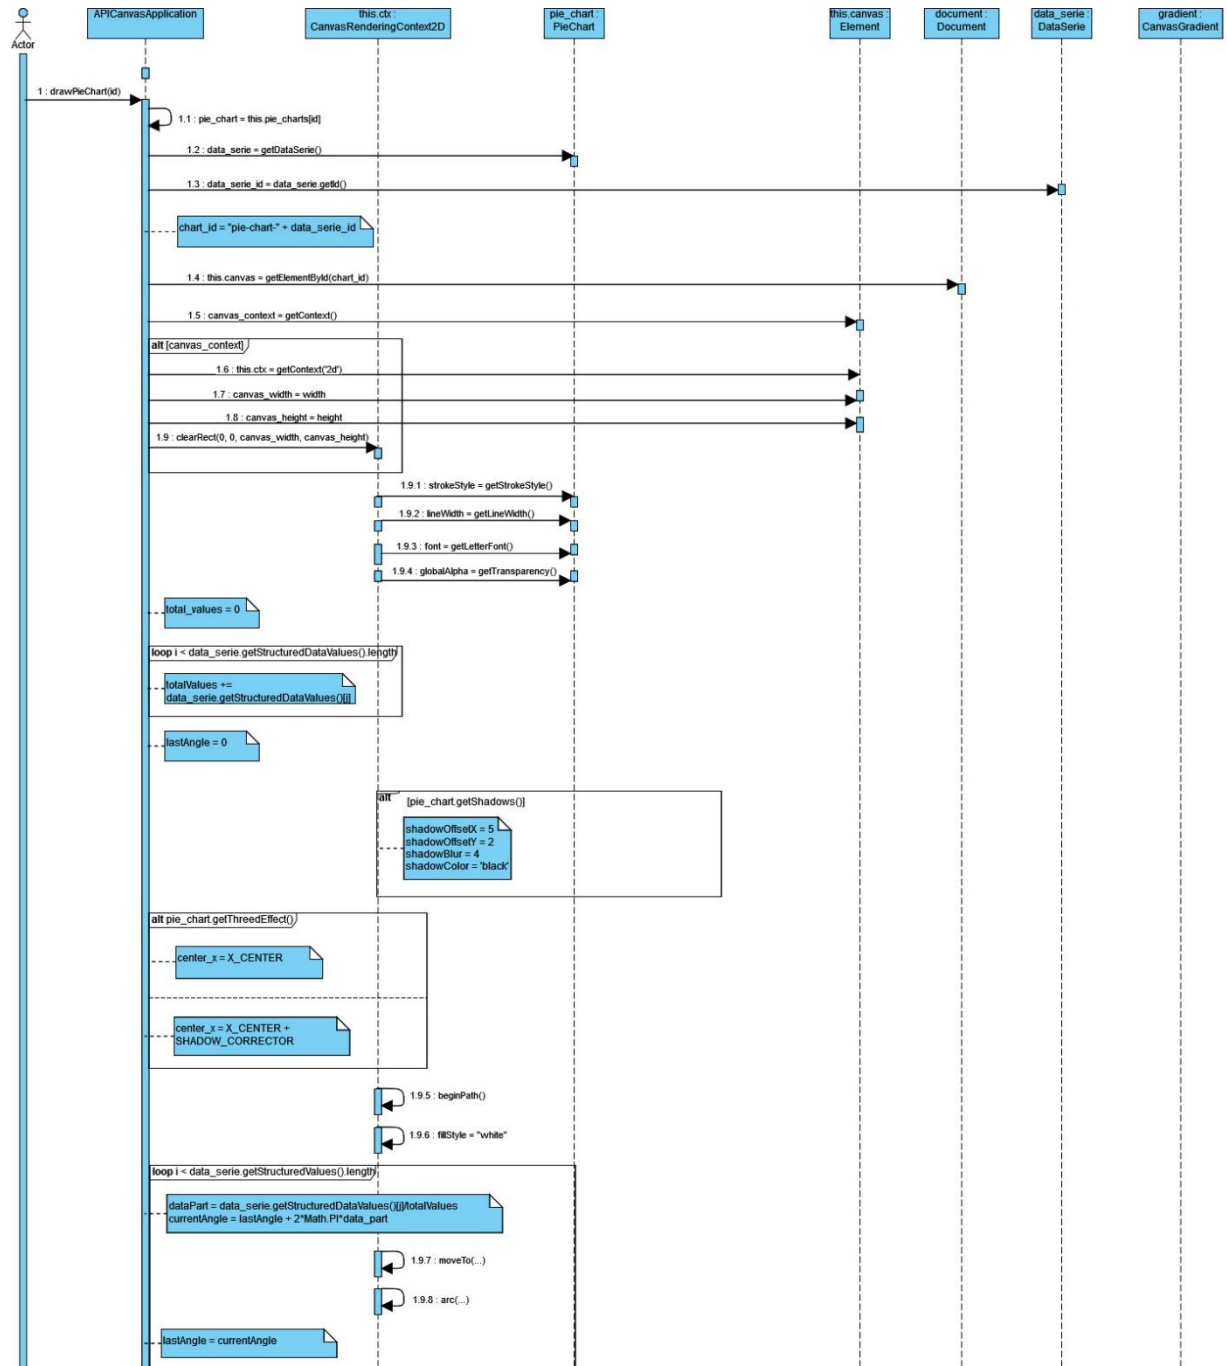 Actor
APICanvasApplication
this.ctx :
CanvasRenderingContext2D
pie_chart :
PieChart
this.canvas :
Element
document :
Document
data_serie :
DataSerie
gradient :
CanvasGradient
1 : drawPieChart(id)
1.1 : pie_chart = this.pie_charts[id]
1.2 : data_serie = getDataSerie()
1.3 : data_serie_id = data_serie.getId()
chart_id = "pie-chart-" + data_serie_id
1.4 : this.canvas = getElementById(chart_id)
1.5 : canvas_context = getContext()
alt [canvas_context]
1.6 : this.ctx = getContext('2d')
1.7 : canvas_width = width
1.8 : canvas_height = height
1.9 : clearRect(0, 0, canvas_width, canvas_height)
1.9.1 : strokeStyle = getStrokeStyle()
1.9.2 : lineWidth = getLineWidth()
1.9.3 : font = getLetterFont()
1.9.4 : globalAlpha = getTransparency()
total_values = 0
loop i < data_serie.getStructuredDataValues().length
totalValues +=
data_serie.getStructuredDataValues()[j]
lastAngle = 0
alt [pie_chart.getShadows()]
shadowOffsetX = 5
shadowOffsetY = 2
shadowBlur = 4
shadowColor = 'black'
alt pie_chart.getThreedEffect()
center_x = X_CENTER
center_x = X_CENTER +
SHADOW_CORRECTOR
1.9.5 : beginPath()
1.9.6 : fillStyle = "white"
loop i < data_serie.getStructuredValues().length
dataPart = data_serie.getStructuredDataValues()[j]/totalValues
currentAngle = lastAngle + 2*Math.PI*data_part
1.9.7 : moveTo(...)
1.9.8 : arc(...)
lastAngle = currentAngle